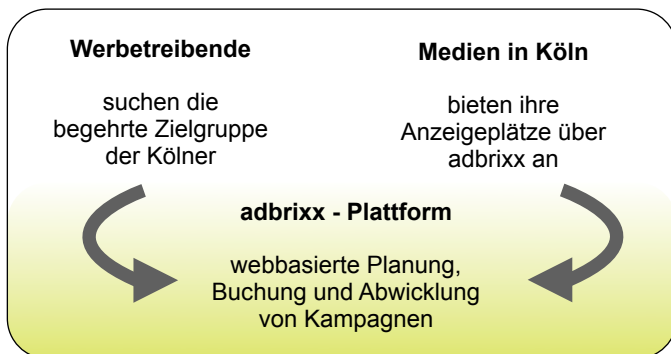 Werbetreibende
suchen die
begehrte Zielgruppe
der Kölner
Medien in Köln
bieten ihre
Anzeigeplätze über
adbrixx an
adbrixx - Plattform
webbasierte Planung,
Buchung und Abwicklung
von Kampagnen